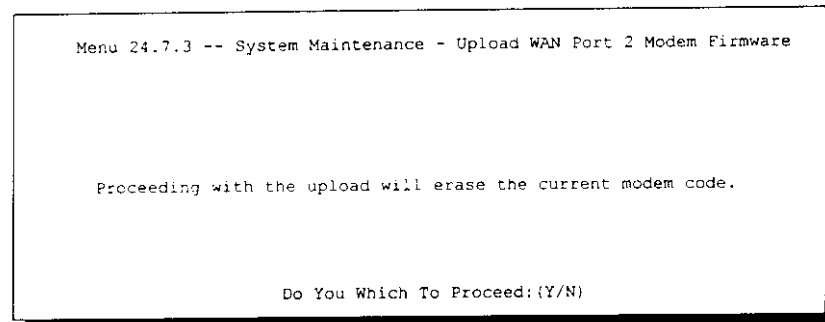 Menu 24.7.3 -- System Maintenance - Upload WAN Port 2 Modem Firmware
Proceeding with the upload will erase the current modem code.
Do You Which To Proceed:(Y/N)